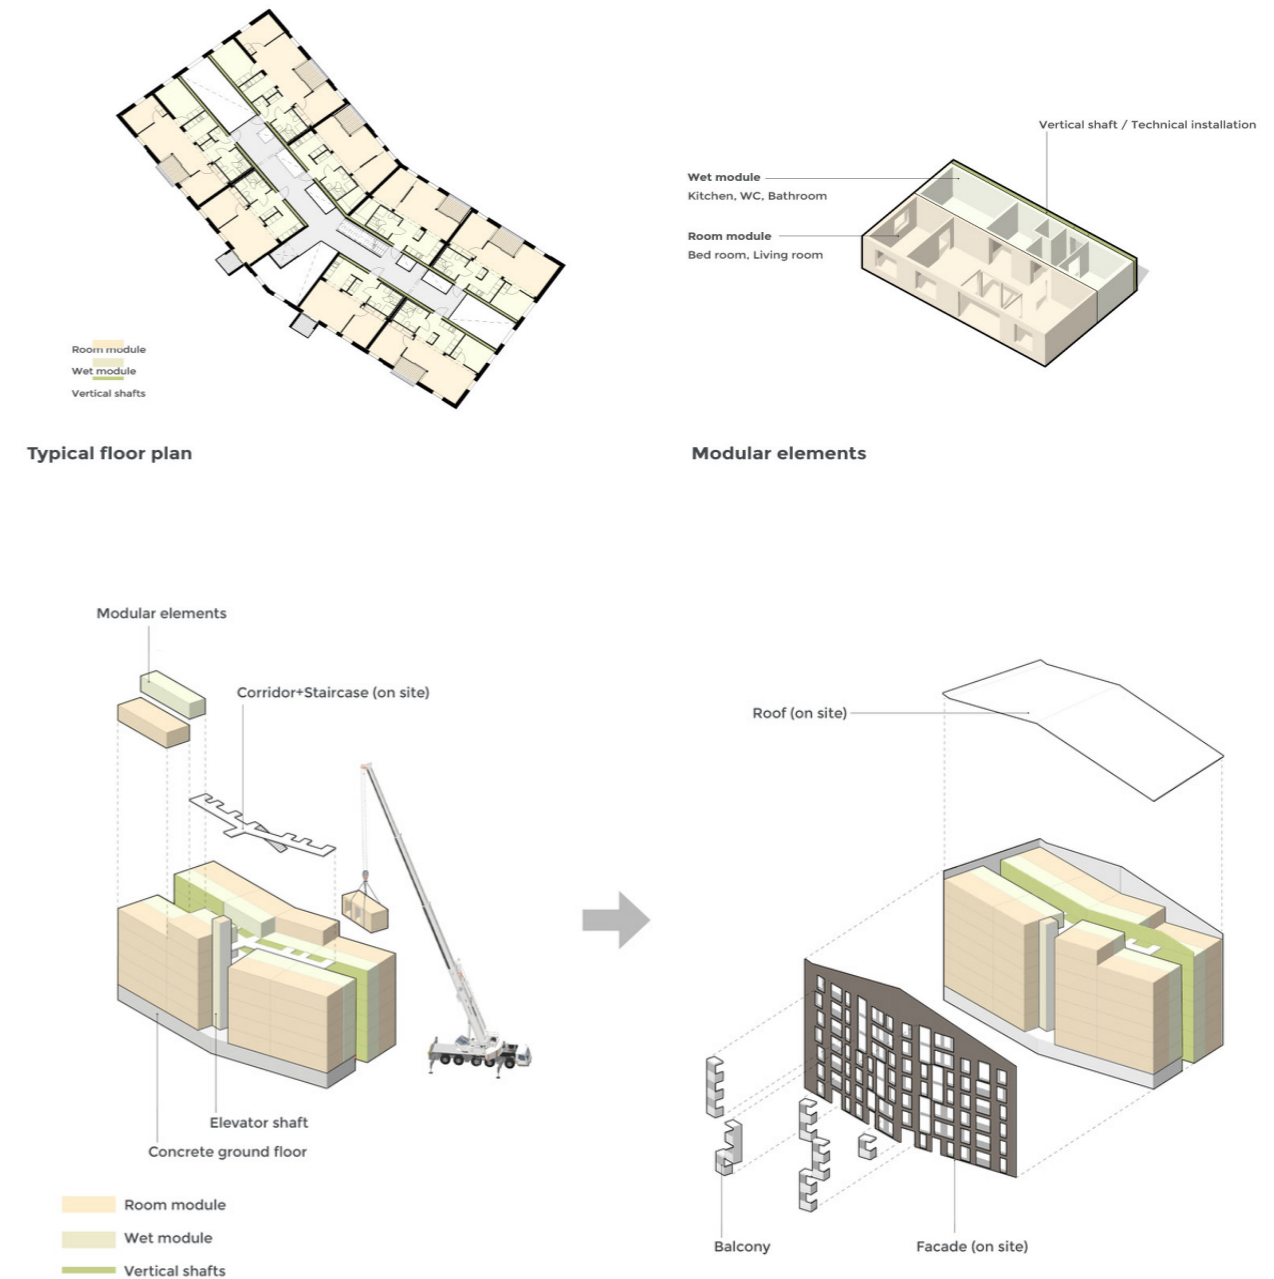 Vertical shaft / Technical installation
Wet module
Kitchen, WC, Bathroom
Room module
Bed room, Living room
Room module
Wet module
Vertical shafts
Typical floor plan
Modular elements
Modular elements
Corridor+Staircase (on site)
Roof (on site)
Elevator shaft
Concrete ground floor
Room module
Wet module
Vertical shafts
Balcony
Facade (on site)